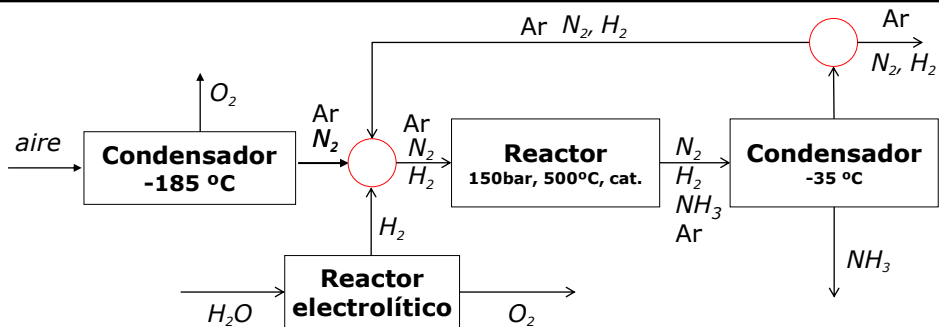 Ar N₂, H₂
Ar
N₂, H₂
O₂
aire
Condensador
-185 ºC
Ar
N₂
Ar
N₂
H₂
Reactor
150bar, 500ºC, cat.
N₂
H₂
NH₃
Ar
Condensador
-35 ºC
H₂
NH₃
H₂O
Reactor
electrolítico
O₂